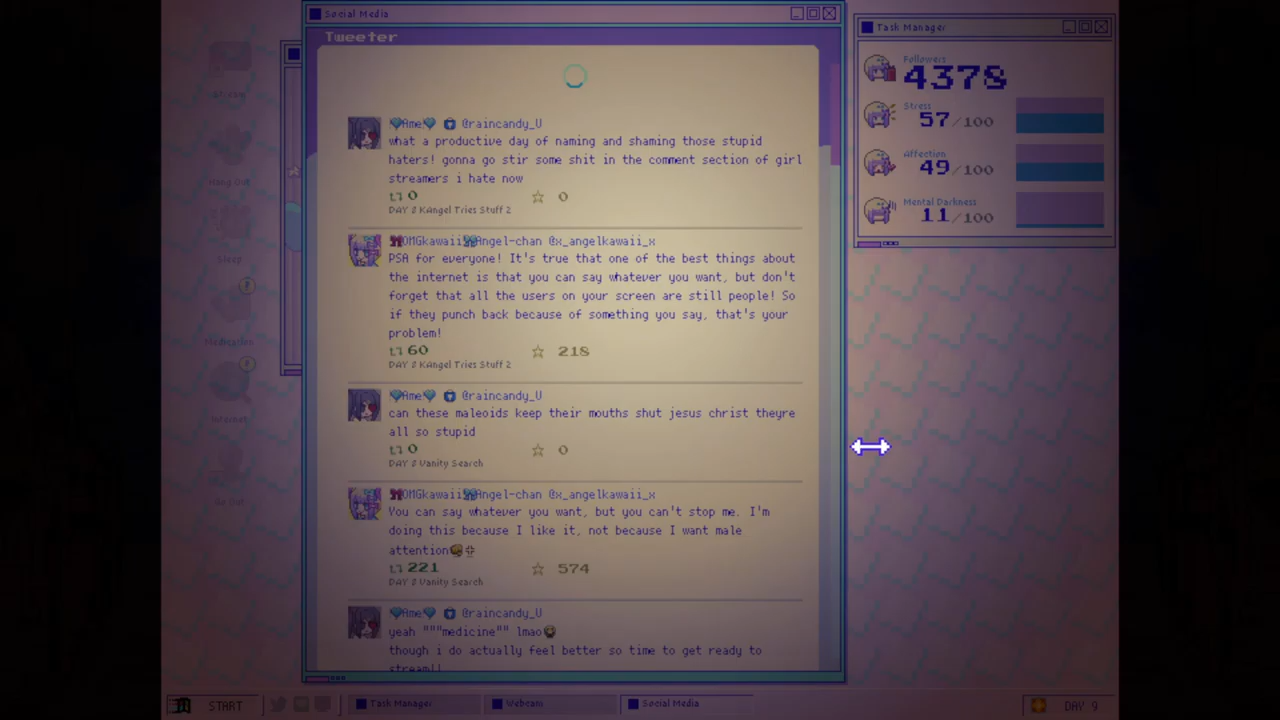 Social Media
Tweeter
Ame @raincandy_U
what a productive day of naming and shaming those stupid
haters! gonna go stir some shit in the comment section of girl
streamers i hate now
0 0
DAY 8 KAngel Tries Stuff 2
OMGkawaiiAngel-chan @x_angelkawaii_x
PSA for everyone! It's true that one of the best things about
the internet is that you can say whatever you want, but don't
forget that all the users on your screen are still people! So
if they punch back because of something you say, that's your
problem!
60 218
DAY 8 KAngel Tries Stuff 2
Ame @raincandy_U
can these maleoids keep their mouths shut jesus christ theyre
all so stupid
0 0
DAY 8 Vanity Search
OMGkawaiiAngel-chan @x_angelkawaii_x
You can say whatever you want, but you can't stop me. I'm
doing this because I like it, not because I want male
attention
221 574
DAY 8 Vanity Search
Ame @raincandy_U
yeah """medicine"" lmao
though i do actually feel better so time to get ready to
stream!!
Task Manager
Followers
4378
Stress
57/100
Affection
49/100
Mental Darkness
11/100
Hang Out
Sleep
Internet
Go Out
START
Task Manager
Webcam
Social Media
DAY 9